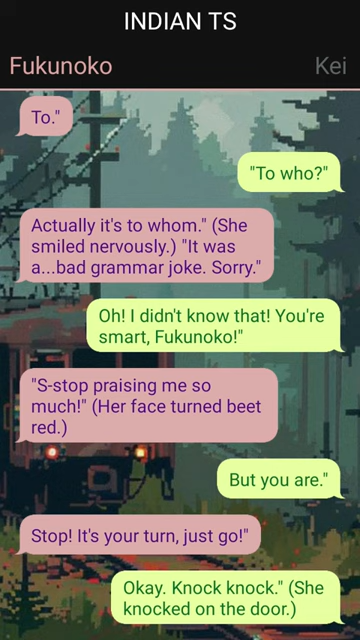 INDIAN TS
Fukunoko Kei
To."
"To who?"
Actually it's to whom." (She
smiled nervously.) "It was
a...bad grammar joke. Sorry."
Oh! I didn't know that! You're
smart, Fukunoko!"
"S-stop praising me so
much!" (Her face turned beet
red.)
But you are."
Stop! It's your turn, just go!"
Okay. Knock knock." (She
knocked on the door.)